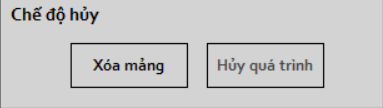 Chế độ hủy
Xóa mảng
Hủy quá trình